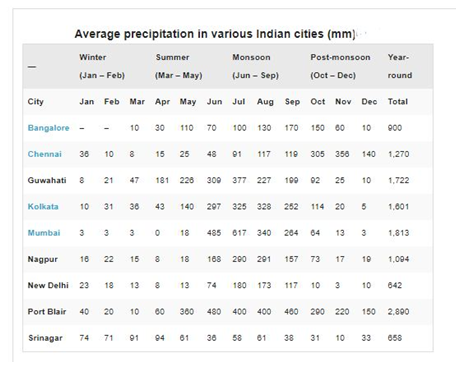 Average precipitation in various Indian cities (mm)
— Winter Summer Monsoon Post-monsoon Year-
(Jan – Feb) (Mar – May) (Jun – Sep) (Oct – Dec) round
City Jan Feb Mar Apr May Jun Jul Aug Sep Oct Nov Dec Total
Bangalore – – 10 30 110 70 100 130 170 150 60 10 900
Chennai 36 10 8 15 25 48 91 117 119 305 356 140 1,270
Guwahati 8 21 47 181 226 309 377 227 199 92 25 10 1,722
Kolkata 10 31 36 43 140 297 325 328 252 114 20 5 1,601
Mumbai 3 3 3 0 18 485 617 340 264 64 13 3 1,813
Nagpur 16 22 15 8 18 168 290 291 157 73 17 19 1,094
New Delhi 23 18 13 8 13 74 180 173 117 10 3 10 642
Port Blair 40 20 10 60 360 480 400 400 460 290 220 150 2,890
Srinagar 74 71 91 94 61 36 58 61 38 31 10 33 658